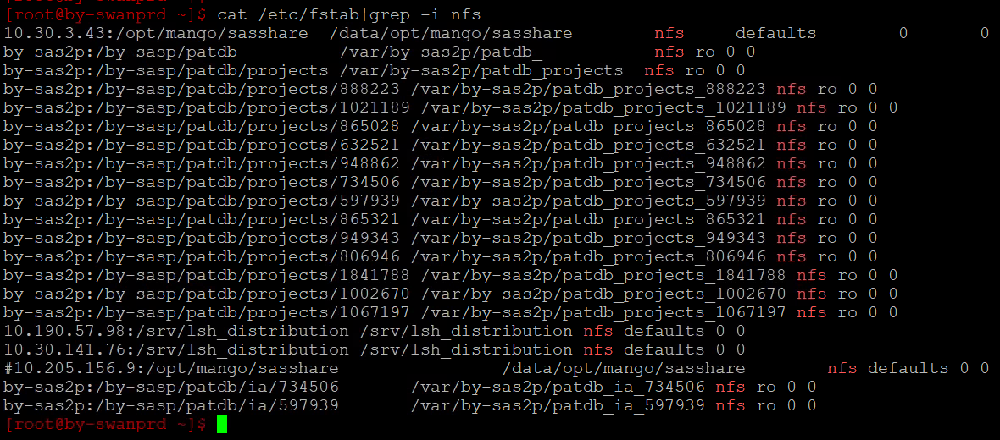 [root@by-swanprd ~]$ cat /etc/fstab|grep -i nfs
10.30.3.43:/opt/mango/sasshare /data/opt/mango/sasshare nfs defaults 0 0
by-sas2p:/by-sasp/patdb /var/by-sas2p/patdb_ nfs ro 0 0
by-sas2p:/by-sasp/patdb/projects /var/by-sas2p/patdb_projects nfs ro 0 0
by-sas2p:/by-sasp/patdb/projects/888223 /var/by-sas2p/patdb_projects_888223 nfs ro 0 0
by-sas2p:/by-sasp/patdb/projects/1021189 /var/by-sas2p/patdb_projects_1021189 nfs ro 0 0
by-sas2p:/by-sasp/patdb/projects/865028 /var/by-sas2p/patdb_projects_865028 nfs ro 0 0
by-sas2p:/by-sasp/patdb/projects/632521 /var/by-sas2p/patdb_projects_632521 nfs ro 0 0
by-sas2p:/by-sasp/patdb/projects/948862 /var/by-sas2p/patdb_projects_948862 nfs ro 0 0
by-sas2p:/by-sasp/patdb/projects/734506 /var/by-sas2p/patdb_projects_734506 nfs ro 0 0
by-sas2p:/by-sasp/patdb/projects/597939 /var/by-sas2p/patdb_projects_597939 nfs ro 0 0
by-sas2p:/by-sasp/patdb/projects/865321 /var/by-sas2p/patdb_projects_865321 nfs ro 0 0
by-sas2p:/by-sasp/patdb/projects/949343 /var/by-sas2p/patdb_projects_949343 nfs ro 0 0
by-sas2p:/by-sasp/patdb/projects/806946 /var/by-sas2p/patdb_projects_806946 nfs ro 0 0
by-sas2p:/by-sasp/patdb/projects/1841788 /var/by-sas2p/patdb_projects_1841788 nfs ro 0 0
by-sas2p:/by-sasp/patdb/projects/1002670 /var/by-sas2p/patdb_projects_1002670 nfs ro 0 0
by-sas2p:/by-sasp/patdb/projects/1067197 /var/by-sas2p/patdb_projects_1067197 nfs ro 0 0
10.190.57.98:/srv/lsh_distribution /srv/lsh_distribution nfs defaults 0 0
10.30.141.76:/srv/lsh_distribution /srv/lsh_distribution nfs defaults 0 0
#10.205.156.9:/opt/mango/sasshare /data/opt/mango/sasshare nfs defaults 0 0
by-sas2p:/by-sasp/patdb/ia/734506 /var/by-sas2p/patdb_ia_734506 nfs ro 0 0
by-sas2p:/by-sasp/patdb/ia/597939 /var/by-sas2p/patdb_ia_597939 nfs ro 0 0
[root@by-swanprd ~]$